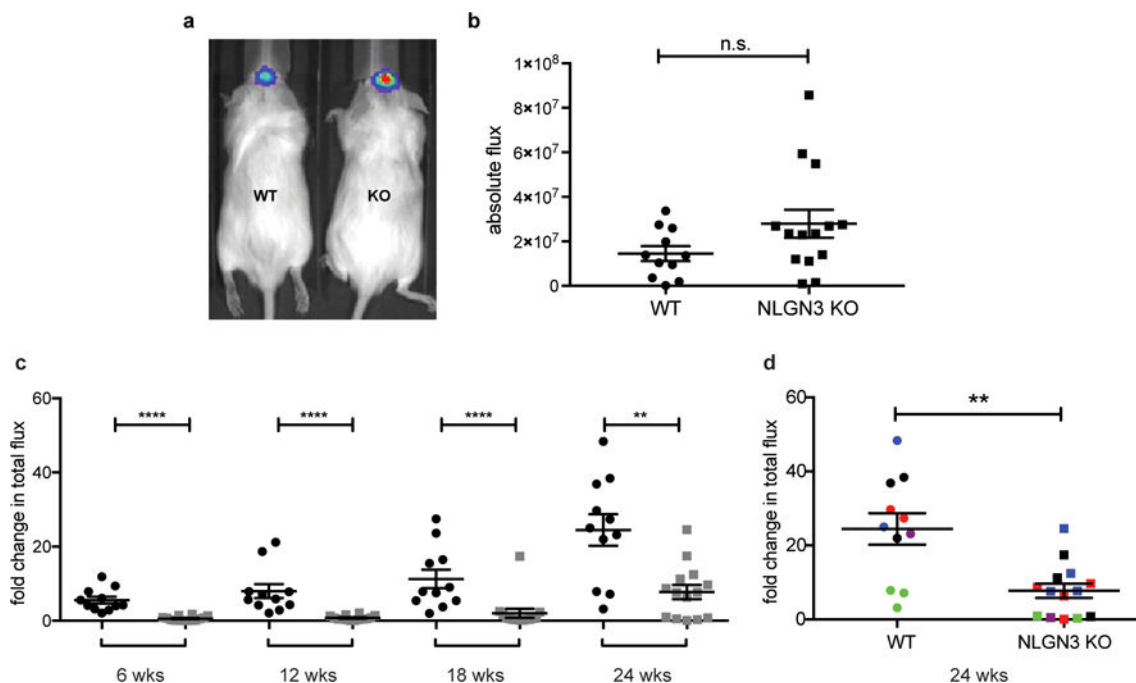 a
WT
KO
b
n.s.
absolute flux
1×10⁸
8×10⁷
6×10⁷
4×10⁷
2×10⁷
0
WT NLGN3 KO
c
fold change in total flux
60
40
20
0
**** **** **** **
6 wks 12 wks 18 wks 24 wks
d
fold change in total flux
60
40
20
0
**
WT NLGN3 KO
24 wks